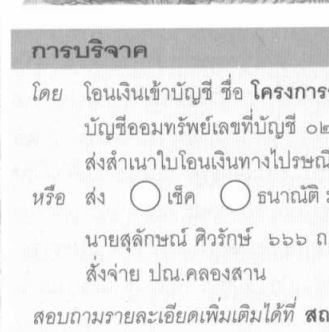 การบริจาค
โดย โอนเงินเข้าบัญชี ชื่อ โครงการ
บัญชีออมทรัพย์เลขที่บัญชี ๐๒
ส่งสำเนาใบโอนเงินทางไปรษณี
หรือ ส่ง เช็ค ธนาณัติ
นายสุลักษณ์ ศิวรักษ์ ๖๖๖ ถ
สั่งจ่าย ปณ.คลองสาน
สอบถามรายละเอียดเพิ่มเติมได้ที่ สถ